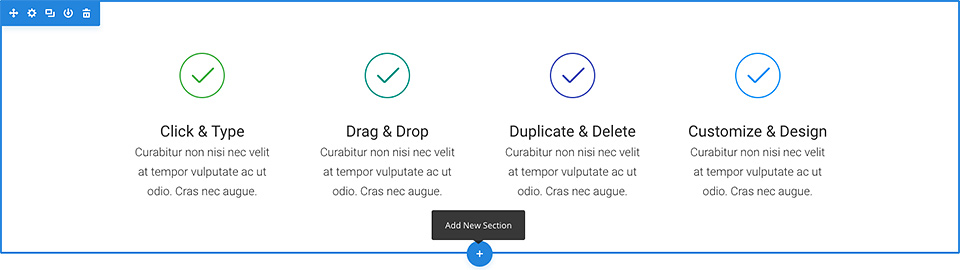 Click & Type
Curabitur non nisi nec velit
at tempor vulputate ac ut
odio. Cras nec augue.
Drag & Drop
Curabitur non nisi nec velit
at tempor vulputate ac ut
odio. Cras nec augue.
Duplicate & Delete
Curabitur non nisi nec velit
at tempor vulputate ac ut
odio. Cras nec augue.
Customize & Design
Curabitur non nisi nec velit
at tempor vulputate ac ut
odio. Cras nec augue.
Add New Section